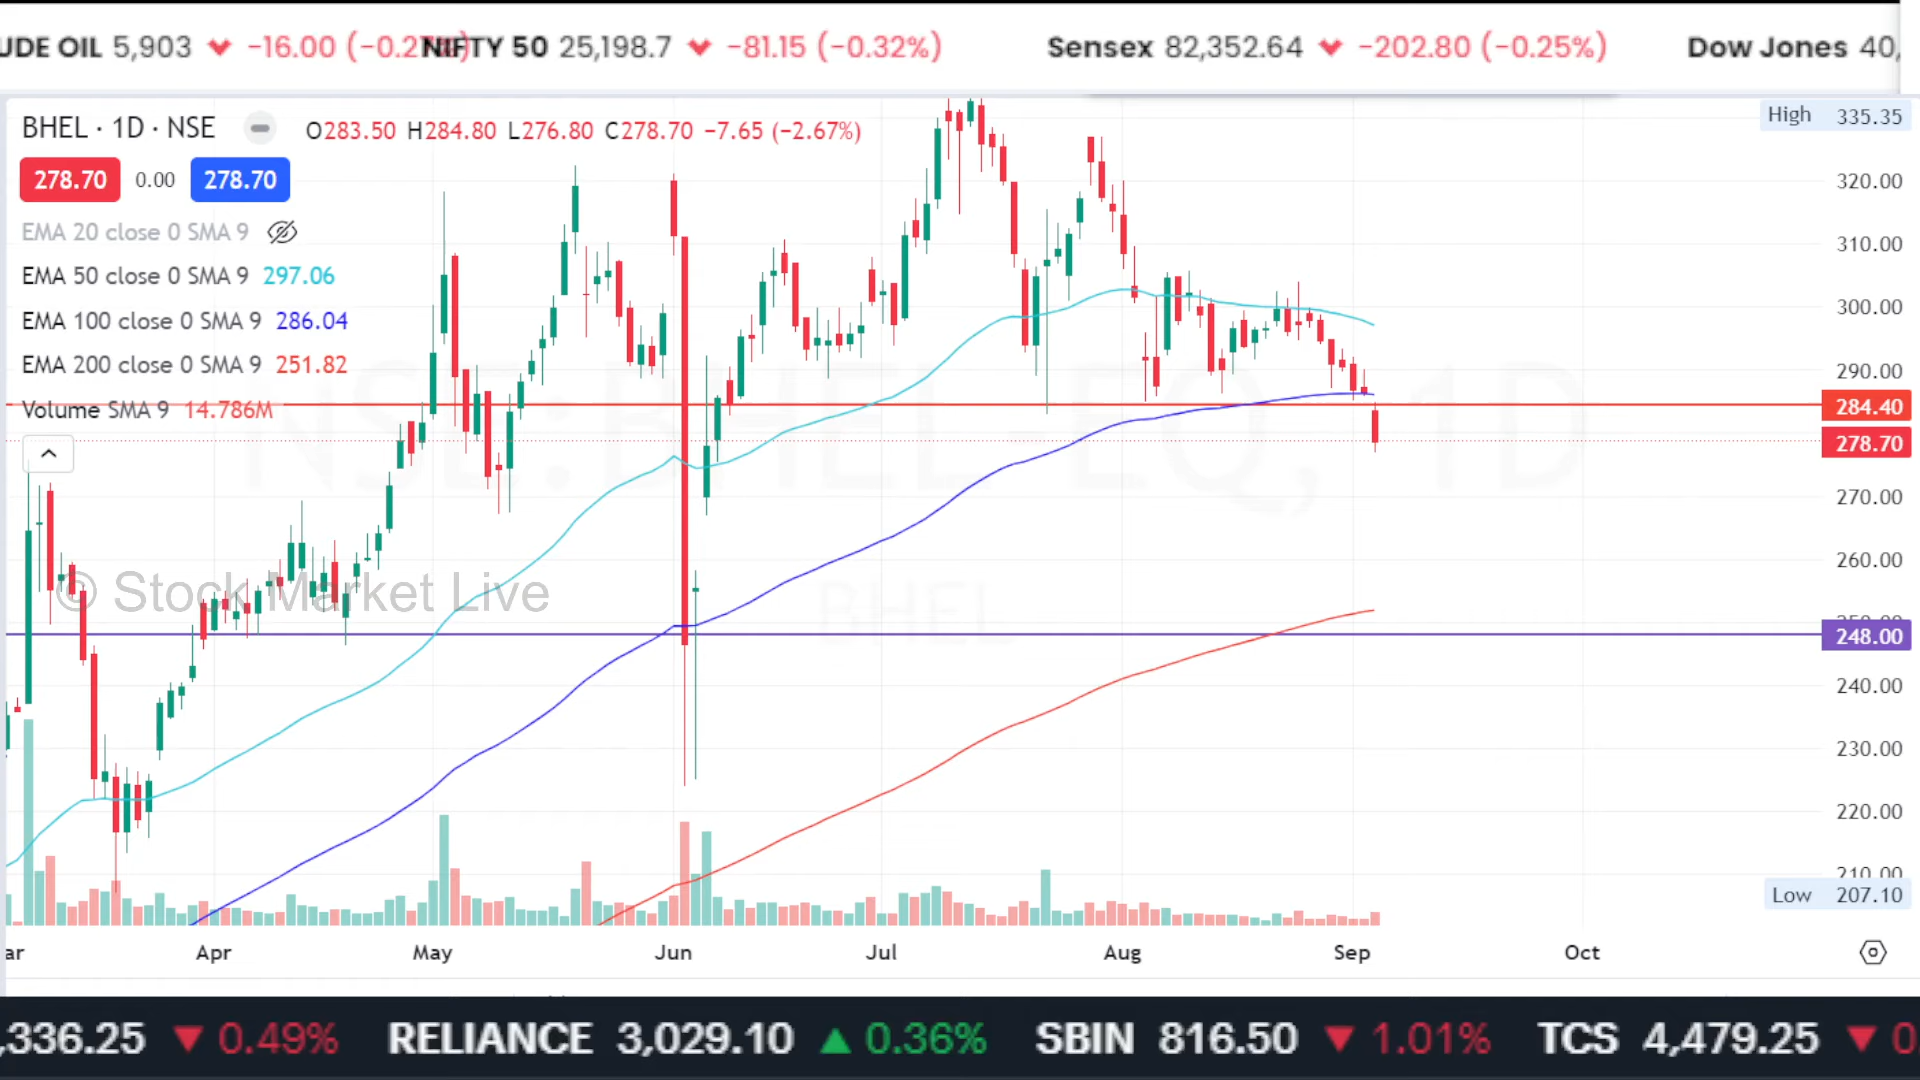 UDE OIL 5,903 -16.00 NIFTY 50 25,198.7 -81.15 (-0.32%) Sensex 82,352.64 -202.80 (-0.25%) Dow Jones 40,
BHEL · 1D · NSE O283.50 H284.80 L276.80 C278.70 -7.65 (-2.67%)
High 335.35
278.70 0.00 278.70
320.00
EMA 20 close 0 SMA 9
310.00
EMA 50 close 0 SMA 9 297.06
300.00
EMA 100 close 0 SMA 9 286.04
EMA 200 close 0 SMA 9 251.82
290.00
Volume SMA 9 14.786M
284.40
278.70
NSE:BHEL-EQ, 1D
270.00
260.00
© Stock Market Live
BHEL
250.00
248.00
240.00
230.00
220.00
210.00
Low 207.10
ar Apr May Jun Jul Aug Sep Oct
,336.25 0.49% RELIANCE 3,029.10 0.36% SBIN 816.50 1.01% TCS 4,479.25 0